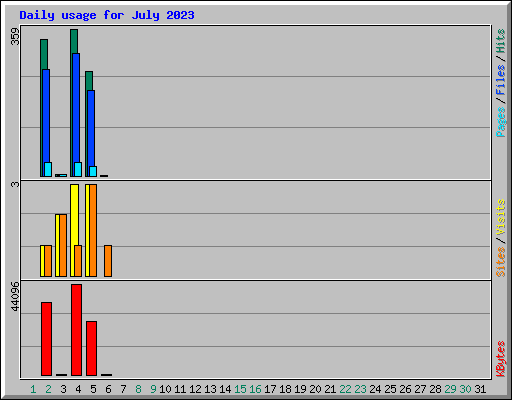 Daily usage for July 2023
359
Pages / Files / Hits
3
Sites / Visits
44096
KBytes
1 2 3 4 5 6 7 8 9 10 11 12 13 14 15 16 17 18 19 20 21 22 23 24 25 26 27 28 29 30 31